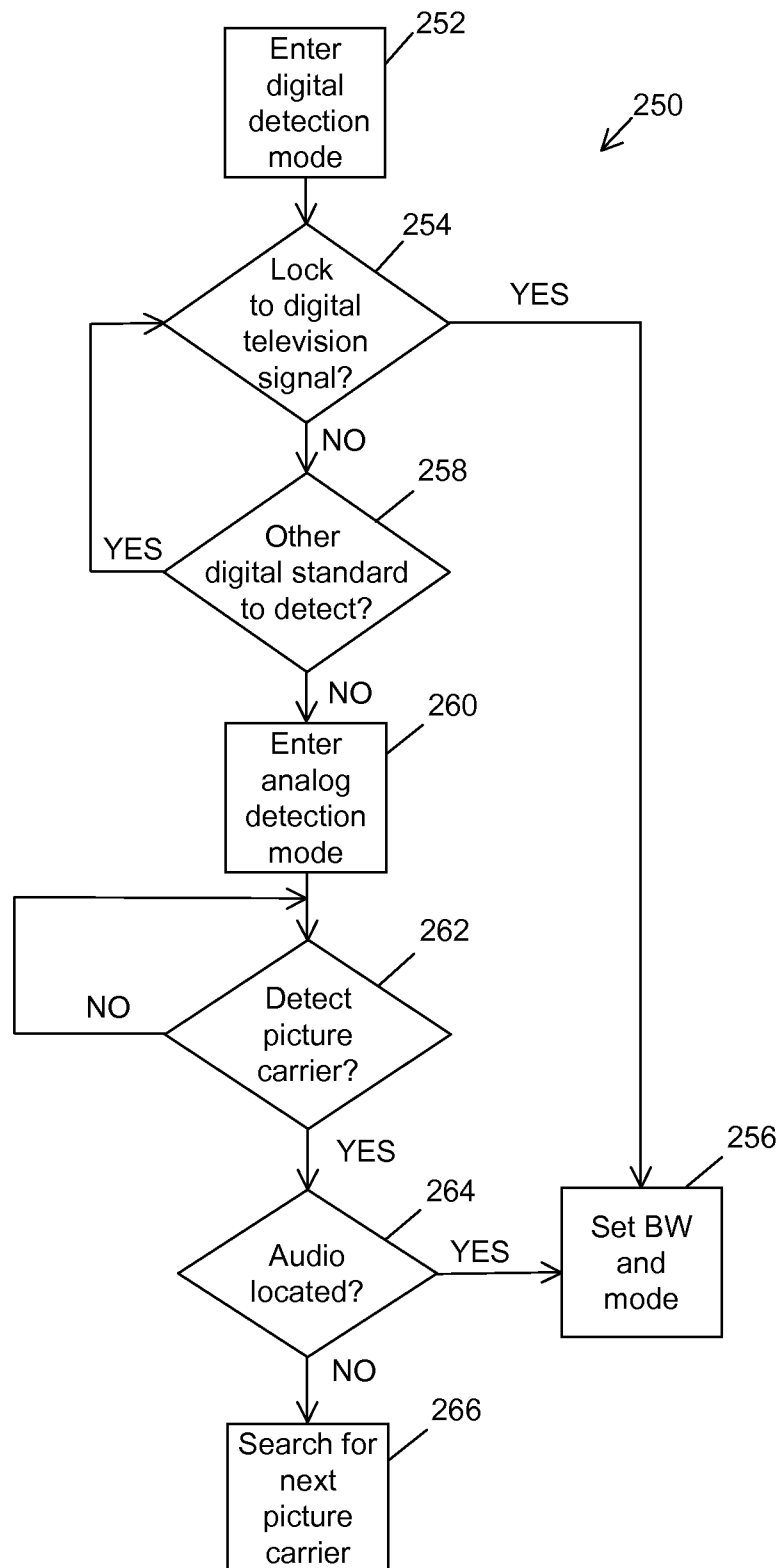 252
Enter
digital
detection
mode
250
254
Lock
to digital
television
signal?
YES
NO
258
Other
digital standard
to detect?
YES
NO
260
Enter
analog
detection
mode
262
Detect
picture
carrier?
NO
YES
264
Audio
located?
YES
256
Set BW
and
mode
NO
266
Search for
next
picture
carrier